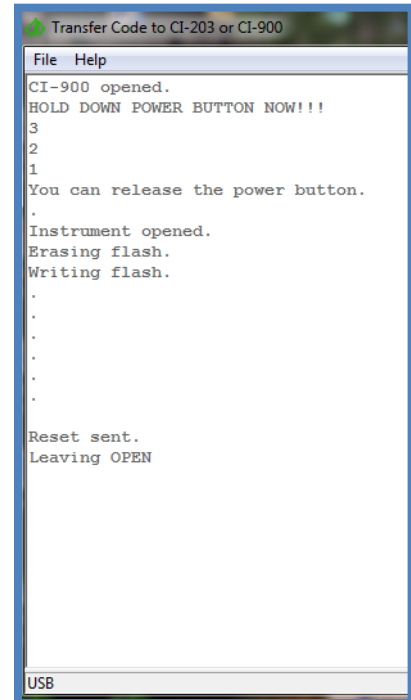 Transfer Code to CI-203 or CI-900
File Help
CI-900 opened.
HOLD DOWN POWER BUTTON NOW!!!
3
2
1
You can release the power button.
.
Instrument opened.
Erasing flash.
Writing flash.
.
.
.
.
.
.
Reset sent.
Leaving OPEN
USB